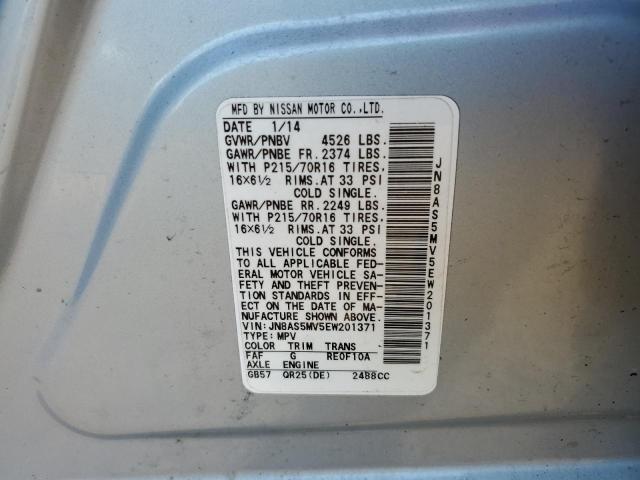 MFD BY NISSAN MOTOR CO.,LTD.
DATE 1/14
GVWR/PNBV 4526 LBS.
GAWR/PNBE FR. 2374 LBS.
WITH P215/70R16 TIRES,
16X6½ RIMS.AT 33 PSI
COLD SINGLE.
GAWR/PNBE RR. 2249 LBS.
WITH P215/70R16 TIRES,
16X6½ RIMS.AT 33 PSI
COLD SINGLE.
THIS VEHICLE CONFORMS
TO ALL APPLICABLE FED-
ERAL MOTOR VEHICLE SA-
FETY AND THEFT PREVEN-
TION STANDARDS IN EFF-
ECT ON THE DATE OF MA-
NUFACTURE SHOWN ABOVE.
VIN:JN8AS5MV5EW201371
TYPE:MPV
COLOR TRIM TRANS
FAF G RE0F10A
AXLE ENGINE
GB57 QR25(DE) 2488CC
JN8AS5MV5EW201371